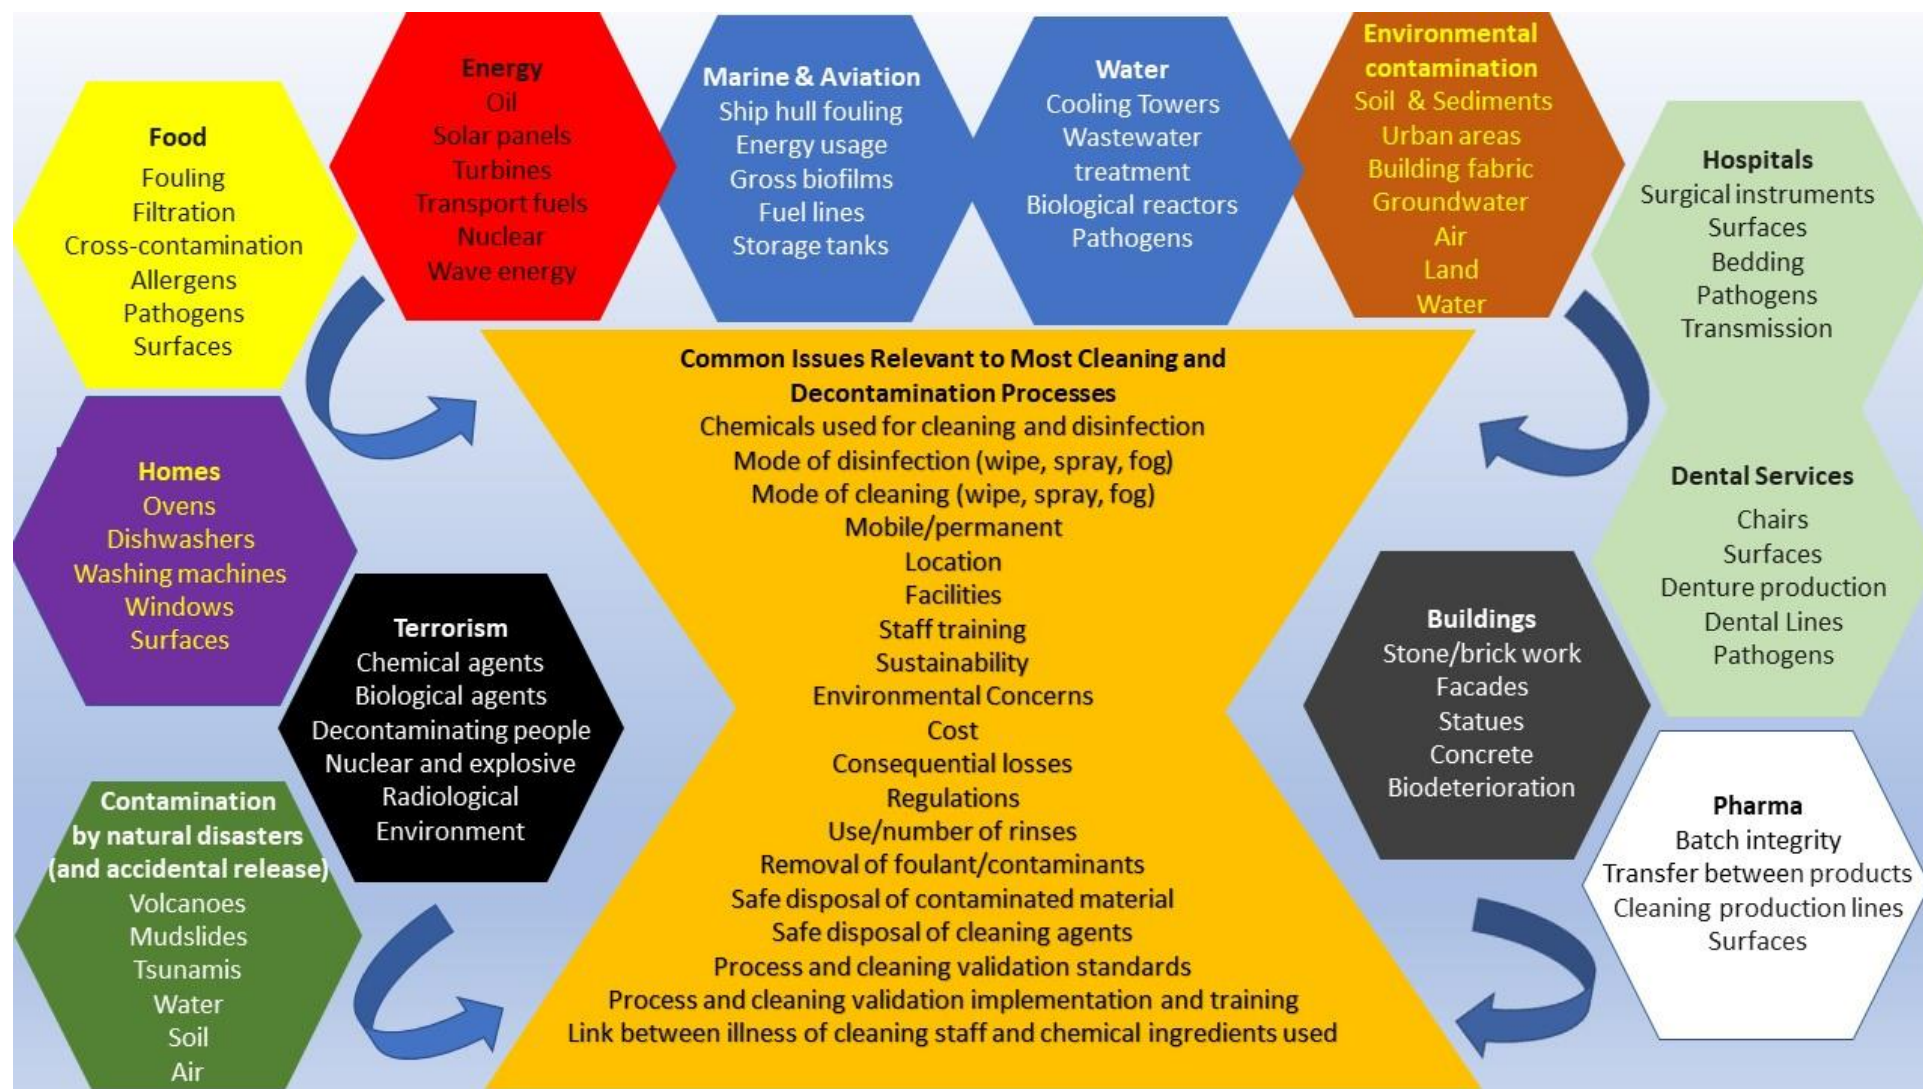 Food
Fouling
Filtration
Cross-contamination
Allergens
Pathogens
Surfaces
Energy
Oil
Solar panels
Turbines
Transport fuels
Nuclear
Wave energy
Marine & Aviation
Ship hull fouling
Energy usage
Gross biofilms
Fuel lines
Storage tanks
Water
Cooling Towers
Wastewater
treatment
Biological reactors
Pathogens
Environmental
contamination
Soil & Sediments
Urban areas
Building fabric
Groundwater
Air
Land
Water
Hospitals
Surgical instruments
Surfaces
Bedding
Pathogens
Transmission
Homes
Ovens
Dishwashers
Washing machines
Windows
Surfaces
Terrorism
Chemical agents
Biological agents
Decontaminating people
Nuclear and explosive
Radiological
Environment
Contamination
by natural disasters
(and accidental release)
Volcanoes
Mudslides
Tsunamis
Water
Soil
Air
Common Issues Relevant to Most Cleaning and
Decontamination Processes
Chemicals used for cleaning and disinfection
Mode of disinfection (wipe, spray, fog)
Mode of cleaning (wipe, spray, fog)
Mobile/permanent
Location
Facilities
Staff training
Sustainability
Environmental Concerns
Cost
Consequential losses
Regulations
Use/number of rinses
Removal of foulant/contaminants
Safe disposal of contaminated material
Safe disposal of cleaning agents
Process and cleaning validation standards
Process and cleaning validation implementation and training
Link between illness of cleaning staff and chemical ingredients used
Dental Services
Chairs
Surfaces
Denture production
Dental Lines
Pathogens
Buildings
Stone/brick work
Facades
Statues
Concrete
Biodeterioration
Pharma
Batch integrity
Transfer between products
Cleaning production lines
Surfaces